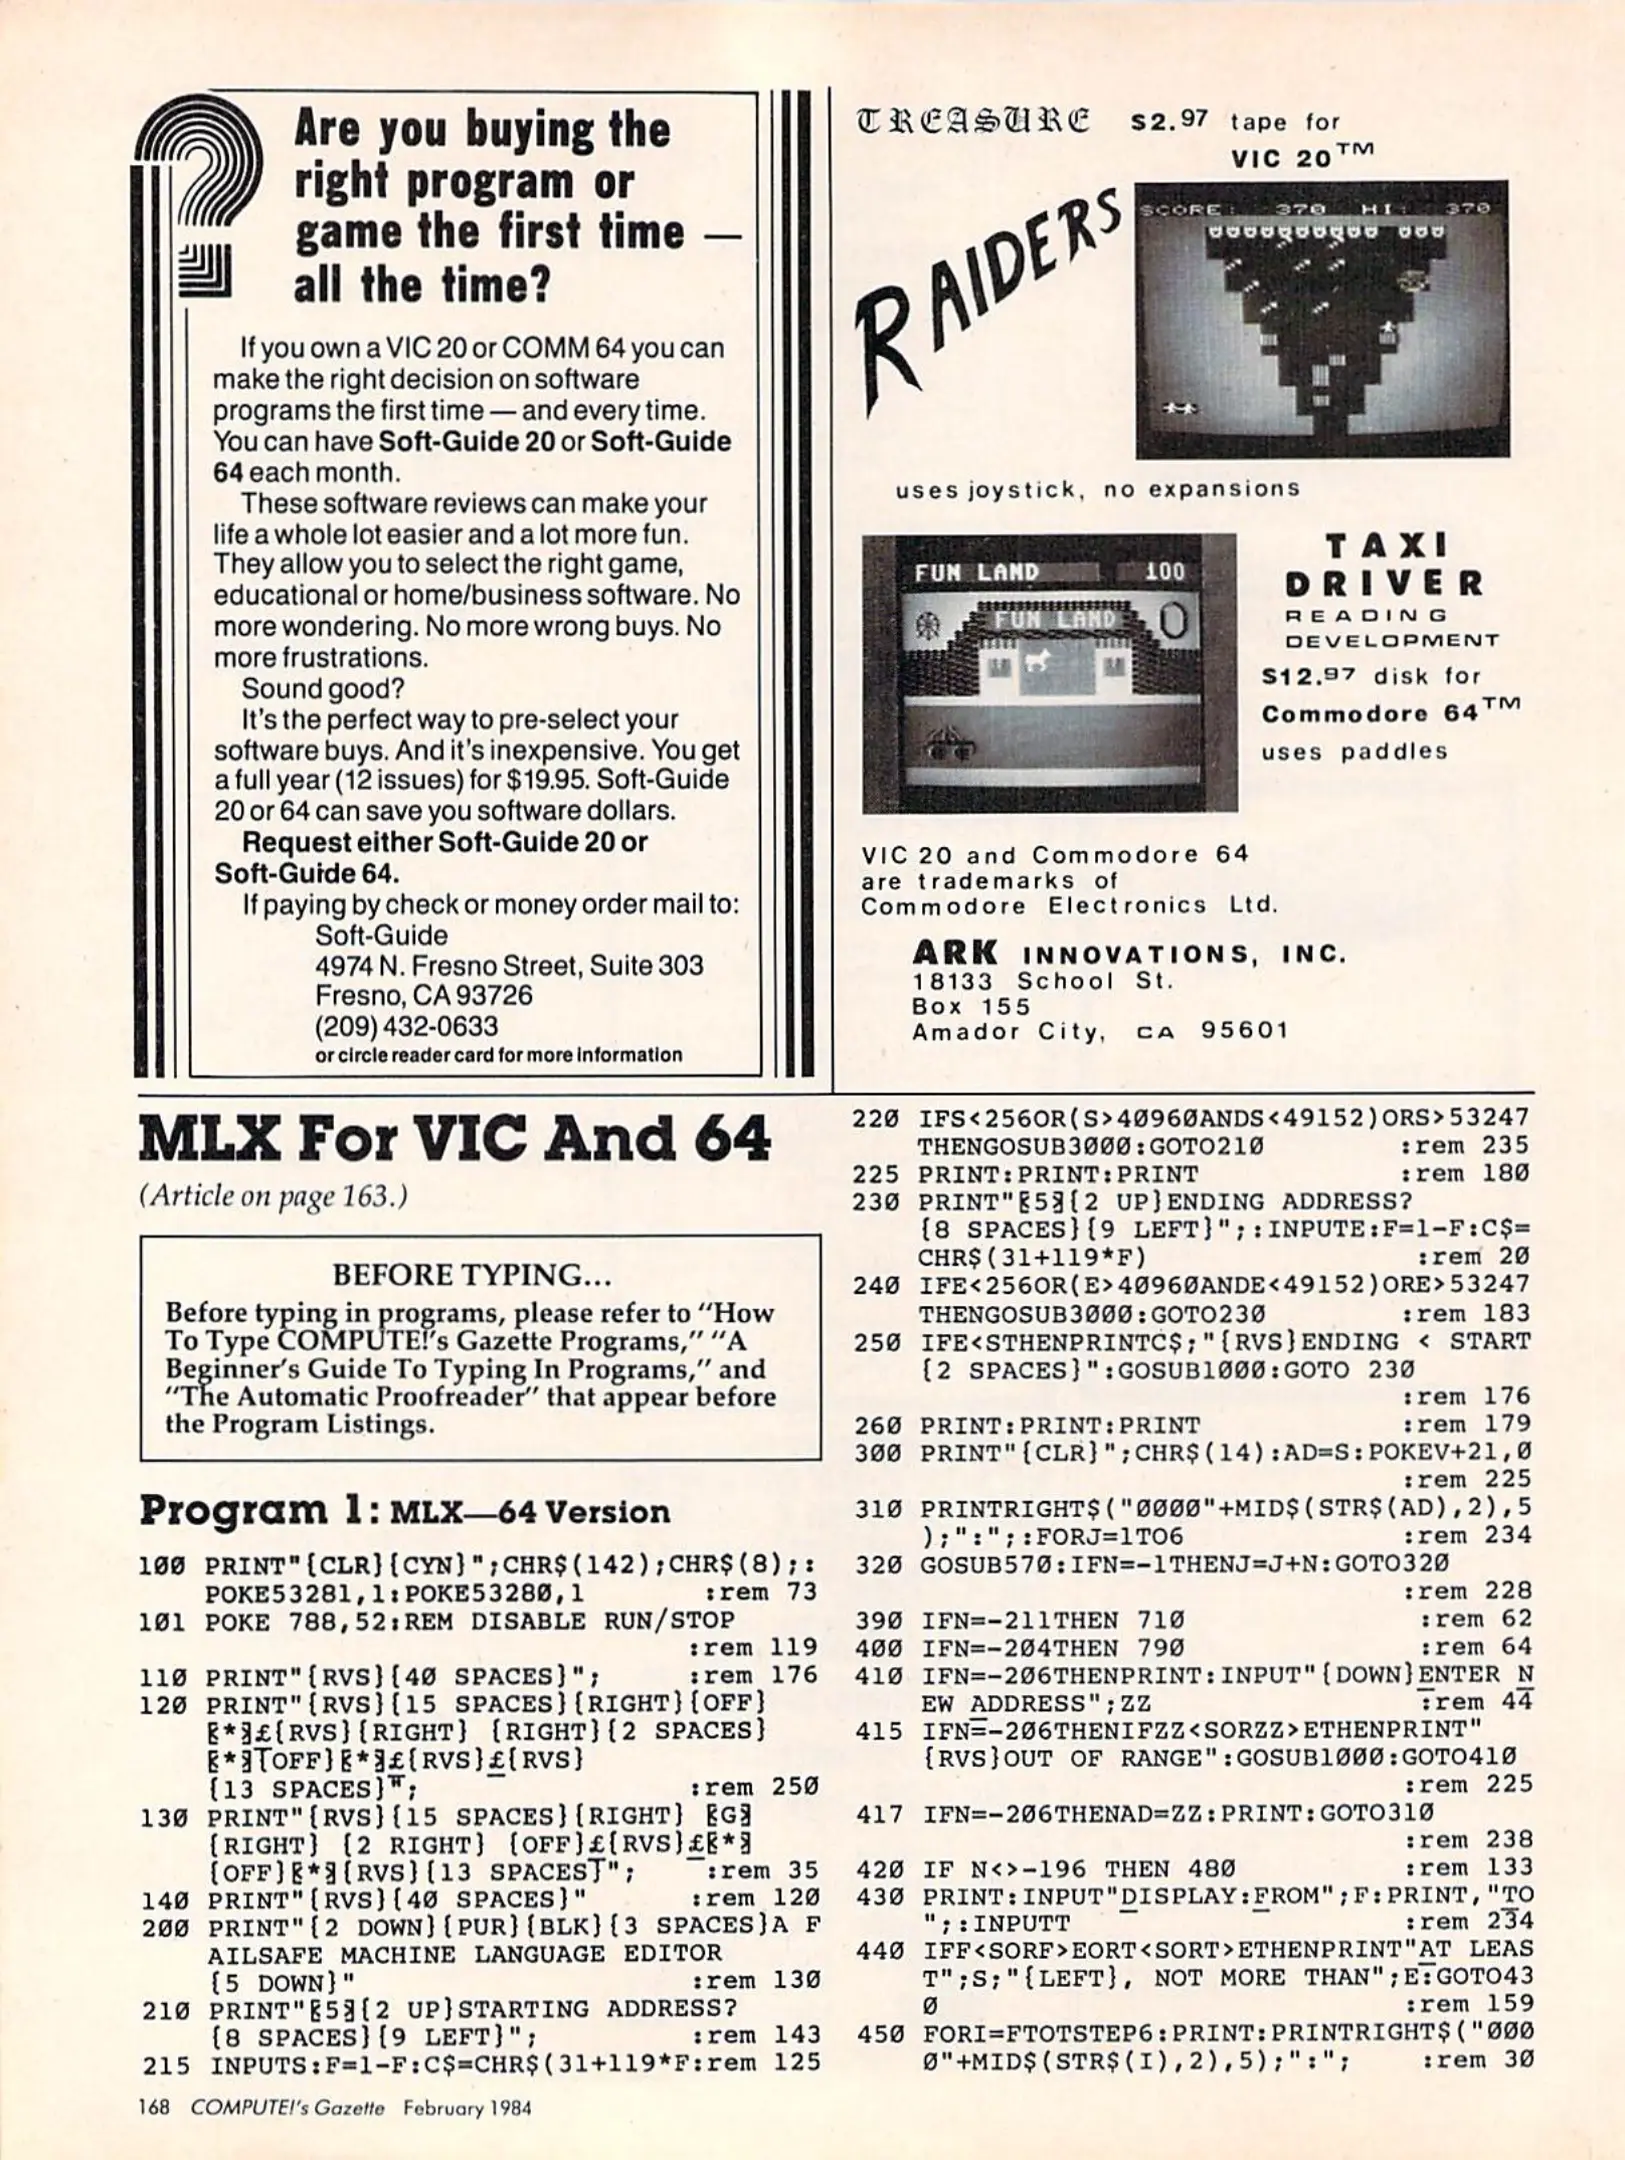 Are you buying the
right program or
game the first time —
all the time?
If you own a VIC 20 or COMM 64 you can
make the right decision on software
programs the first time — and every time.
You can have Soft-Guide 20 or Soft-Guide
64 each month.
These software reviews can make your
life a whole lot easier and a lot more fun.
They allow you to select the right game,
educational or home/business software. No
more wondering. No more wrong buys. No
more frustrations.
Sound good?
It's the perfect way to pre-select your
software buys. And it's inexpensive. You get
a full year (12 issues) for $19.95. Soft-Guide
20 or 64 can save you software dollars.
Request either Soft-Guide 20 or
Soft-Guide 64.
If paying by check or money order mail to:
Soft-Guide
4974 N. Fresno Street, Suite 303
Fresno, CA 93726
(209) 432-0633
or circle reader card for more information
TREASURE $2.97 tape for
VIC 20™
RAIDERS
SCORE: 370 HI: 370
uses joystick, no expansions
FUN LAND 100
FUN LAND
TAXI
DRIVER
READING
DEVELOPMENT
$12.97 disk for
Commodore 64™
uses paddles
VIC 20 and Commodore 64
are trademarks of
Commodore Electronics Ltd.
ARK INNOVATIONS, INC.
18133 School St.
Box 155
Amador City, CA 95601
MLX For VIC And 64
(Article on page 163.)
BEFORE TYPING...
Before typing in programs, please refer to "How
To Type COMPUTE!'s Gazette Programs," "A
Beginner's Guide To Typing In Programs," and
"The Automatic Proofreader" that appear before
the Program Listings.
Program 1: MLX—64 Version
100 PRINT"{CLR}{CYN}";CHR$(142);CHR$(8);:
POKE53281,1:POKE53280,1 :rem 73
101 POKE 788,52:REM DISABLE RUN/STOP
:rem 119
110 PRINT"{RVS}{40 SPACES}"; :rem 176
120 PRINT"{RVS}{15 SPACES}{RIGHT}{OFF}
[*]£{RVS}{RIGHT} {RIGHT}{2 SPACES}
[*]{OFF}[*]£{RVS}£{RVS}
{13 SPACES}"; :rem 250
130 PRINT"{RVS}{15 SPACES}{RIGHT} [G]
{RIGHT} {2 RIGHT} {OFF}£{RVS}£[*]
{OFF}[*]{RVS}{13 SPACES}"; :rem 35
140 PRINT"{RVS}{40 SPACES}" :rem 120
200 PRINT"{2 DOWN}{PUR}{BLK}{3 SPACES}A F
AILSAFE MACHINE LANGUAGE EDITOR
{5 DOWN}" :rem 130
210 PRINT"[5]{2 UP}STARTING ADDRESS?
{8 SPACES}{9 LEFT}"; :rem 143
215 INPUTS:F=1-F:C$=CHR$(31+119*F:rem 125
220 IFS<256OR(S>40960ANDS<49152)ORS>53247
THENGOSUB3000:GOTO210 :rem 235
225 PRINT:PRINT:PRINT :rem 180
230 PRINT"[5]{2 UP}ENDING ADDRESS?
{8 SPACES}{9 LEFT}";:INPUTE:F=1-F:C$=
CHR$(31+119*F) :rem 20
240 IFE<256OR(E>40960ANDE<49152)ORE>53247
THENGOSUB3000:GOTO230 :rem 183
250 IFE<STHENPRINTC$;"{RVS}ENDING < START
{2 SPACES}":GOSUB1000:GOTO 230
:rem 176
260 PRINT:PRINT:PRINT :rem 179
300 PRINT"{CLR}";CHR$(14):AD=S:POKEV+21,0
:rem 225
310 PRINTRIGHT$("0000"+MID$(STR$(AD),2),5
);":";:FORJ=1TO6 :rem 234
320 GOSUB570:IFN=-1THENJ=J+N:GOTO320
:rem 228
390 IFN=-211THEN 710 :rem 62
400 IFN=-204THEN 790 :rem 64
410 IFN=-206THENPRINT:INPUT"{DOWN}ENTER N
EW ADDRESS";ZZ :rem 44
415 IFN=-206THENIFZZ<SORZZ>ETHENPRINT"
{RVS}OUT OF RANGE":GOSUB1000:GOTO410
:rem 225
417 IFN=-206THENAD=ZZ:PRINT:GOTO310
:rem 238
420 IF N<>-196 THEN 480 :rem 133
430 PRINT:INPUT"DISPLAY:FROM";F:PRINT,"TO
";:INPUTT :rem 234
440 IFF<SORF>EORT<SORT>ETHENPRINT"AT LEAS
T";S;"{LEFT}, NOT MORE THAN";E:GOTO43
0 :rem 159
450 FORI=FTOTSTEP6:PRINT:PRINTRIGHT$("000
0"+MID$(STR$(I),2),5);":"; :rem 30
168 COMPUTE!'s Gazette February 1984